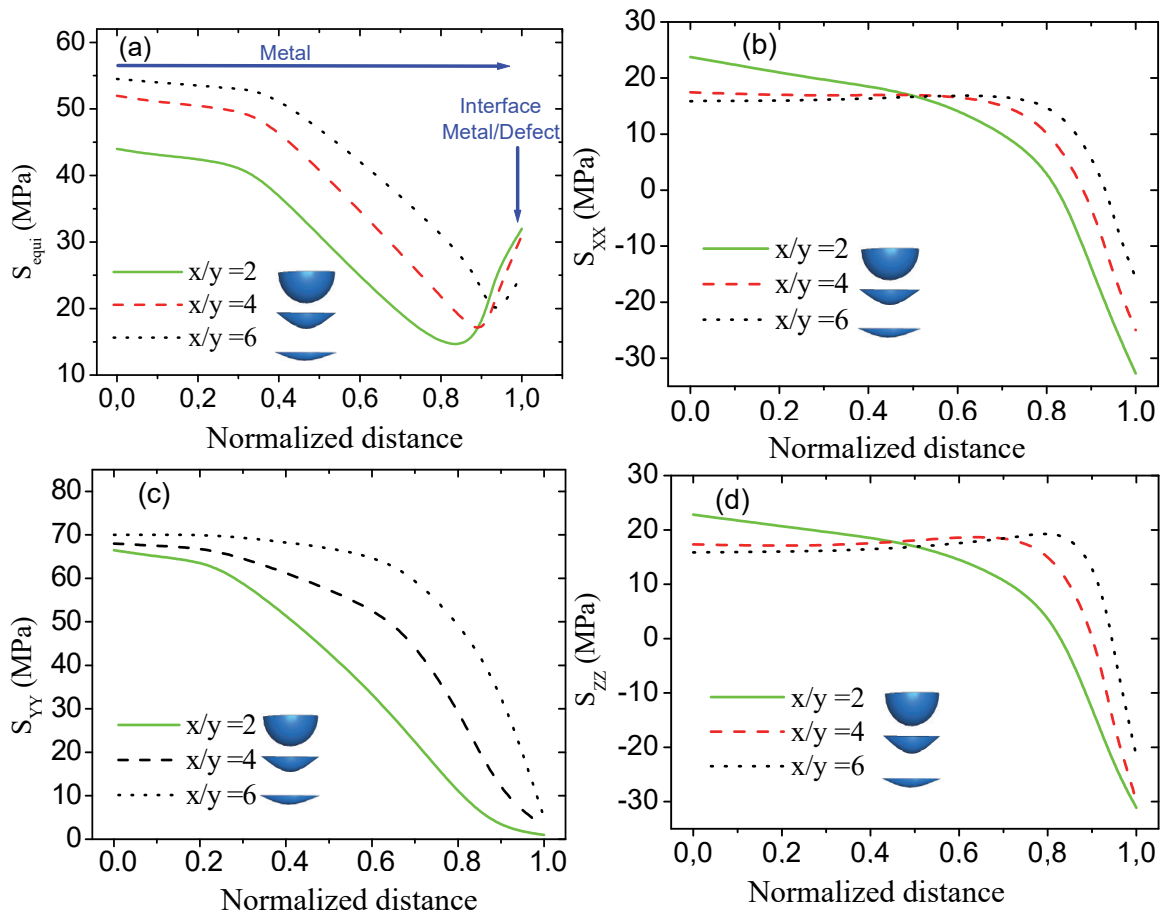 (a)
Metal
Interface
Metal/Defect
S_equi (MPa)
60
50
40
30
20
10
x/y =2
x/y =4
x/y =6
0,0 0,2 0,4 0,6 0,8 1,0
Normalized distance
(b)
S_XX (MPa)
30
20
10
0
-10
-20
-30
x/y =2
x/y =4
x/y =6
0,0 0,2 0,4 0,6 0,8 1,0
Normalized distance
(c)
S_YY (MPa)
80
70
60
50
40
30
20
10
0
x/y =2
x/y =4
x/y =6
0.0 0.2 0.4 0.6 0.8 1.0
Normalized distance
(d)
S_ZZ (MPa)
30
20
10
0
-10
-20
-30
x/y =2
x/y =4
x/y =6
0,0 0,2 0,4 0,6 0,8 1,0
Normalized distance